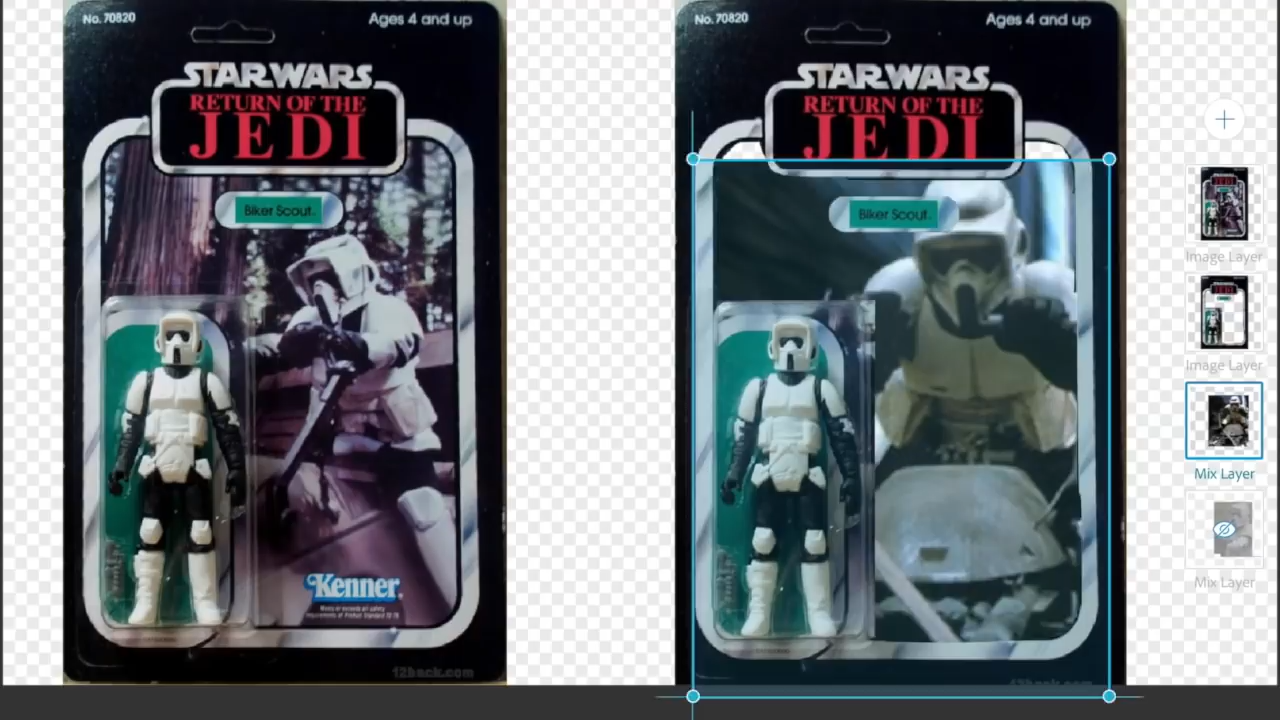 No. 70820
Ages 4 and up
STAR WARS
RETURN OF THE
JEDI
Biker Scout
Kenner
12back.com
No. 70820
Ages 4 and up
STAR WARS
RETURN OF THE
JEDI
Biker Scout
Image Layer
Image Layer
Mix Layer
Mix Layer